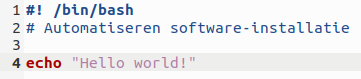 1 #! /bin/bash
2 # Automatiseren software-installatie
3
4 echo "Hello world!"